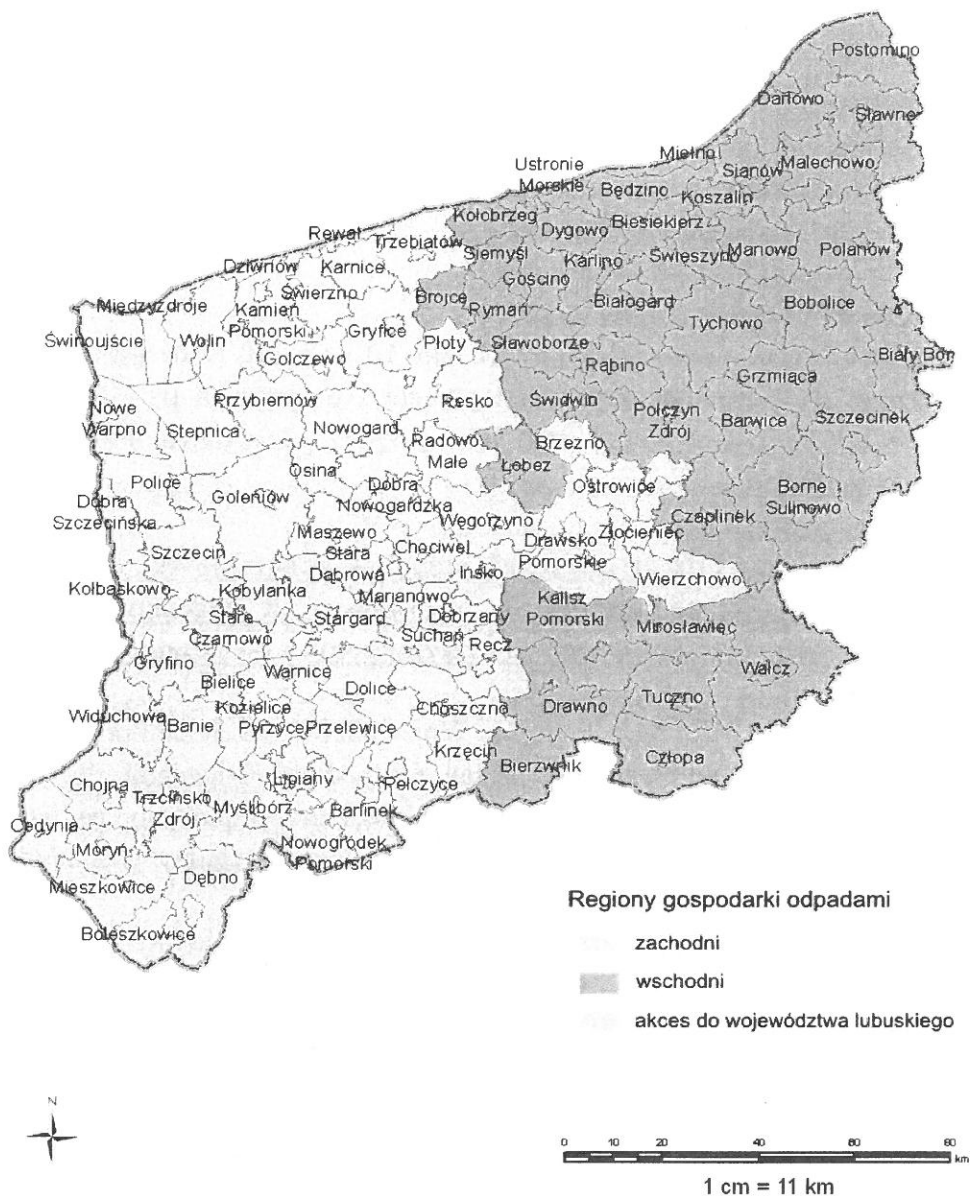 Postomino
Darłowo
Sławno
Mielno
Ustronie
Morskie
Sianów
Malechowo
Będzino
Koszalin
Kołobrzeg
Dygowo
Biesiekierz
Rewal
Trzebiatów
Siemyśl
Karlino
Świeszyno
Manowo
Polanów
Dziwnów
Karnice
Gościno
Świerzno
Brojce
Rymań
Białogard
Bobolice
Międzyzdroje
Kamień
Pomorski
Gryfice
Tychowo
Świnoujście
Wolin
Płoty
Sławoborze
Golczewo
Rąbino
Biały Bór
Grzmiąca
Przybiernów
Resko
Świdwin
Połczyn
Zdrój
Barwice
Szczecinek
Nowe
Warpno
Stepnica
Nowogard
Radowo
Małe
Brzeżno
Osina
Łobez
Police
Dobra
Nowogardzka
Ostrowice
Borne
Sulinowo
Goleniów
Dobra
Szczecińska
Węgorzyno
Czaplinek
Maszewo
Drawsko
Pomorskie
Złocieniec
Szczecin
Stara
Dąbrowa
Chociwel
Ińsko
Wierzchowo
Kołbaskowo
Kobylanka
Marianowo
Kalisz
Pomorski
Stare
Czarnowo
Stargard
Dobrzany
Mirosławiec
Suchań
Recz
Gryfino
Warnice
Wałcz
Bielice
Dolice
Tuczno
Widuchowa
Kozielice
Choszczno
Drawno
Banie
Pyrzyce
Przelewice
Krzęcin
Człopa
Bierzwnik
Chojna
Lipiany
Pełczyce
Trzcińsko
Zdrój
Myślibórz
Barlinek
Cedynia
Moryń
Nowogródek
Pomorski
Mieszkowice
Dębno
Boleszkowice
Regiony gospodarki odpadami
zachodni
wschodni
akces do województwa lubuskiego
N
0 10 20 40 60 80
km
1 cm = 11 km